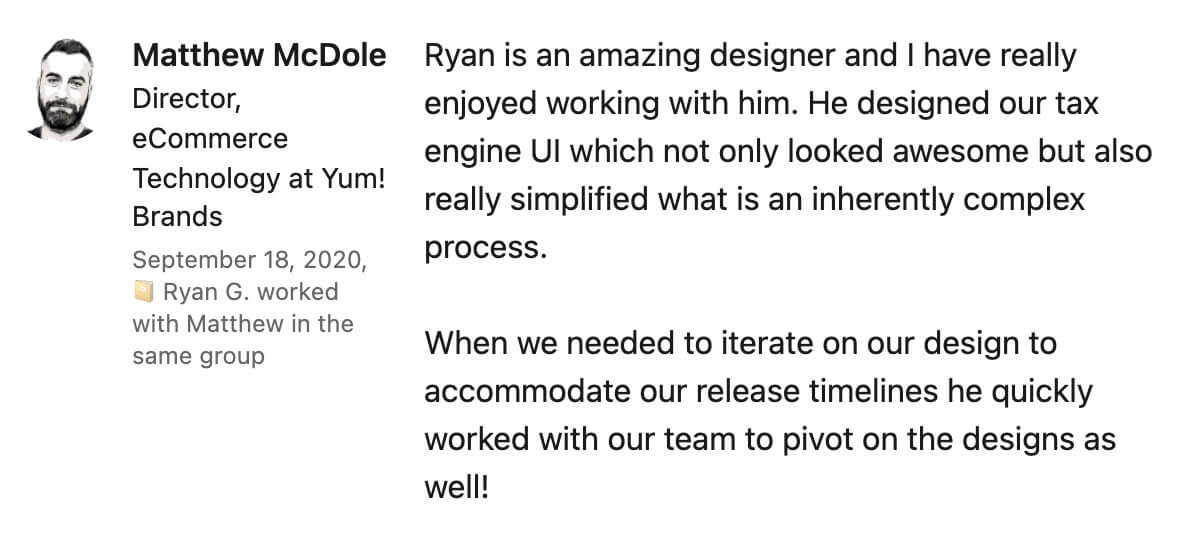 Matthew McDole
Director,
eCommerce
Technology at Yum!
Brands
September 18, 2020,
Ryan G. worked
with Matthew in the
same group
Ryan is an amazing designer and I have really
enjoyed working with him. He designed our tax
engine UI which not only looked awesome but also
really simplified what is an inherently complex
process.
When we needed to iterate on our design to
accommodate our release timelines he quickly
worked with our team to pivot on the designs as
well!